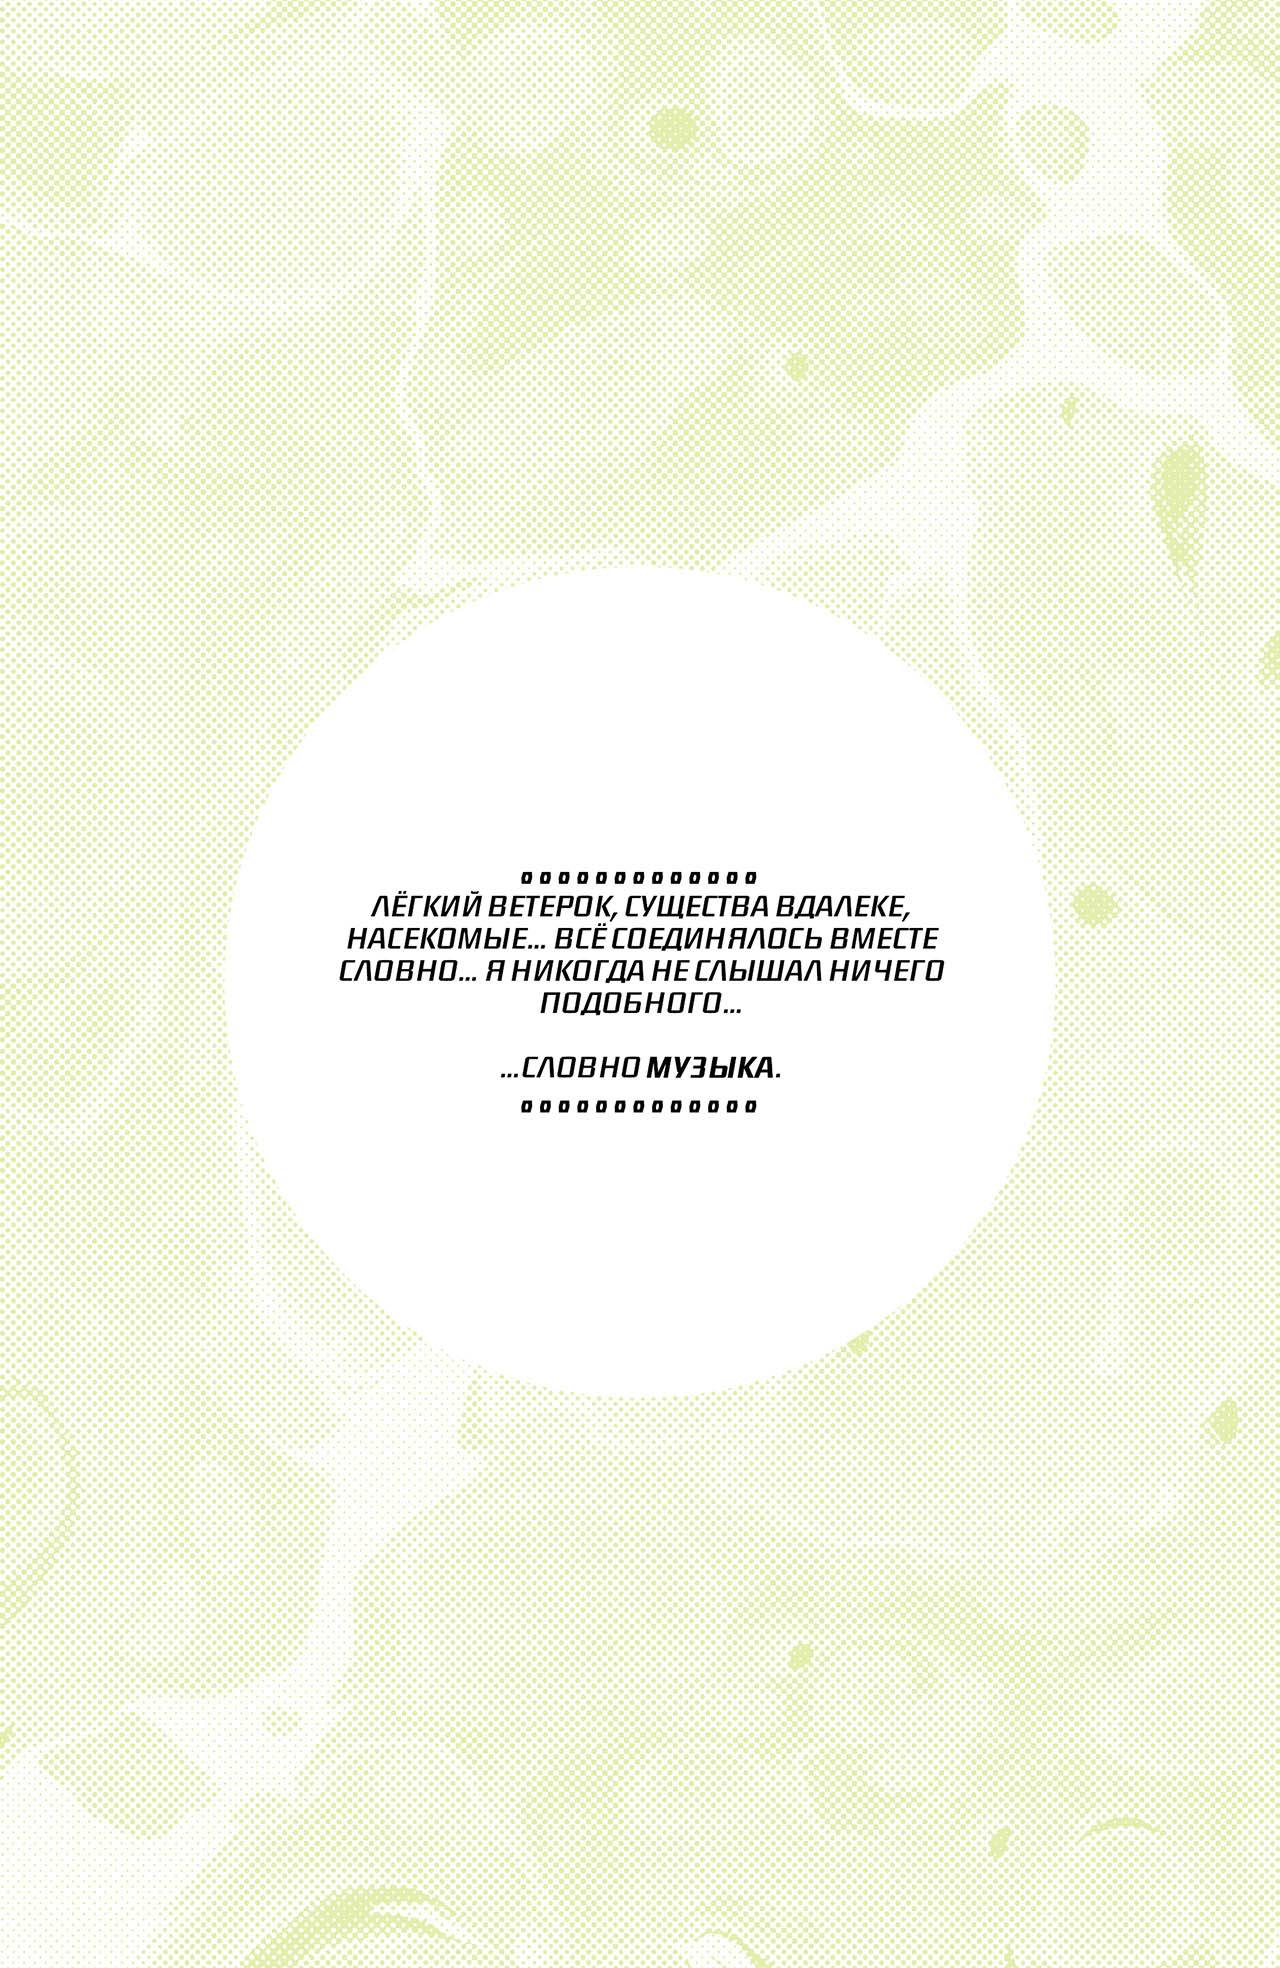 ЛЁГКИЙ ВЕТЕРОК, СУЩЕСТВА ВДАЛЕКЕ,
НАСЕКОМЫЕ... ВСЁ СОЕДИНЯЛОСЬ ВМЕСТЕ
СЛОВНО... Я НИКОГДА НЕ СЛЫШАЛ НИЧЕГО
ПОДОБНОГО...
...СЛОВНО МУЗЫКА.